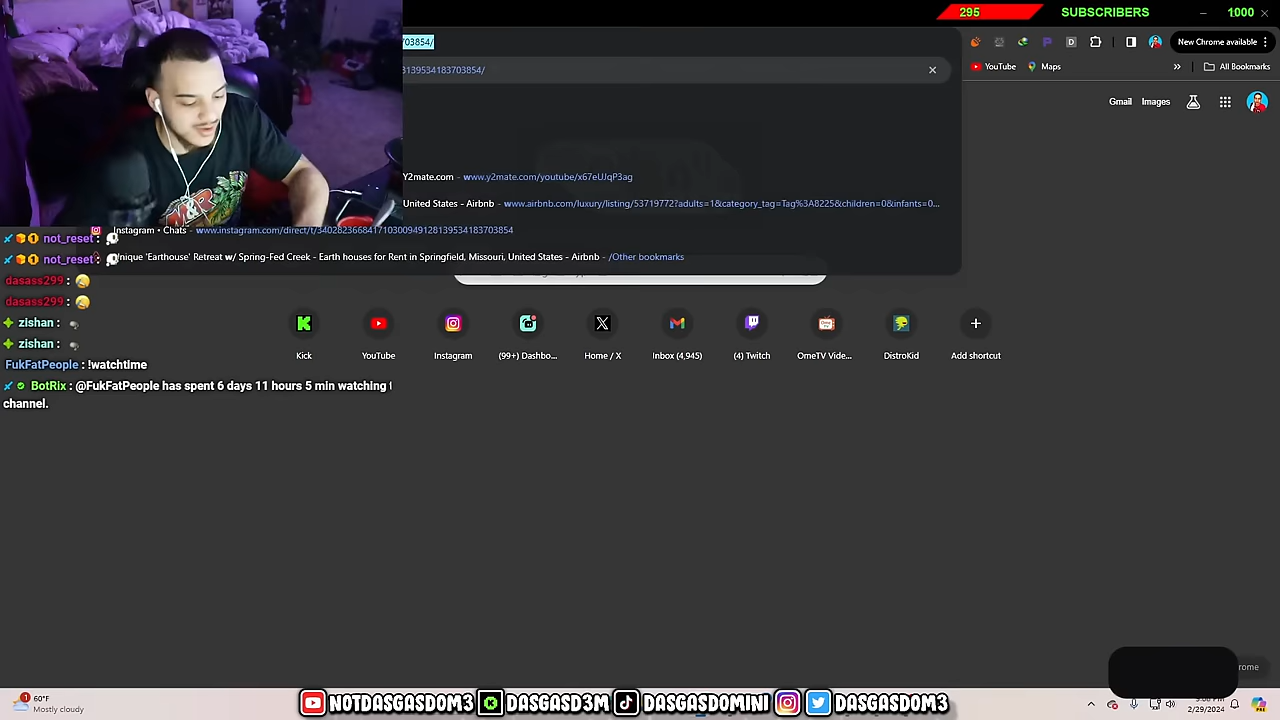 295 SUBSCRIBERS 1000
03854/
New Chrome available
3139534183703854/
YouTube Maps » All Bookmarks
Gmail Images
Y2mate.com - www.y2mate.com/youtube/x67eUJqP3ag
United States - Airbnb - www.airbnb.com/luxury/listing/53719772?adults=1&category_tag=Tag%3A8225&children=0&infants=0...
Instagram • Chats - www.instagram.com/direct/t/340282366841710300949128139534183703854
not_reset :
nique 'Earthouse' Retreat w/ Spring-Fed Creek - Earth houses for Rent in Springfield, Missouri, United States - Airbnb - /Other bookmarks
not_reset :
dasass299 :
dasass299 :
zishan :
zishan :
FukFatPeople : !watchtime
BotRix : @FukFatPeople has spent 6 days 11 hours 5 min watching
channel.
Kick YouTube Instagram (99+) Dashbo... Home / X Inbox (4,945) (4) Twitch OmeTV Vide... DistroKid Add shortcut
rome
1 60°F
Mostly cloudy
NOTDASGASDOM3 DASGASD3M DASGASDOMINI DASGASDOM3
2/29/2024